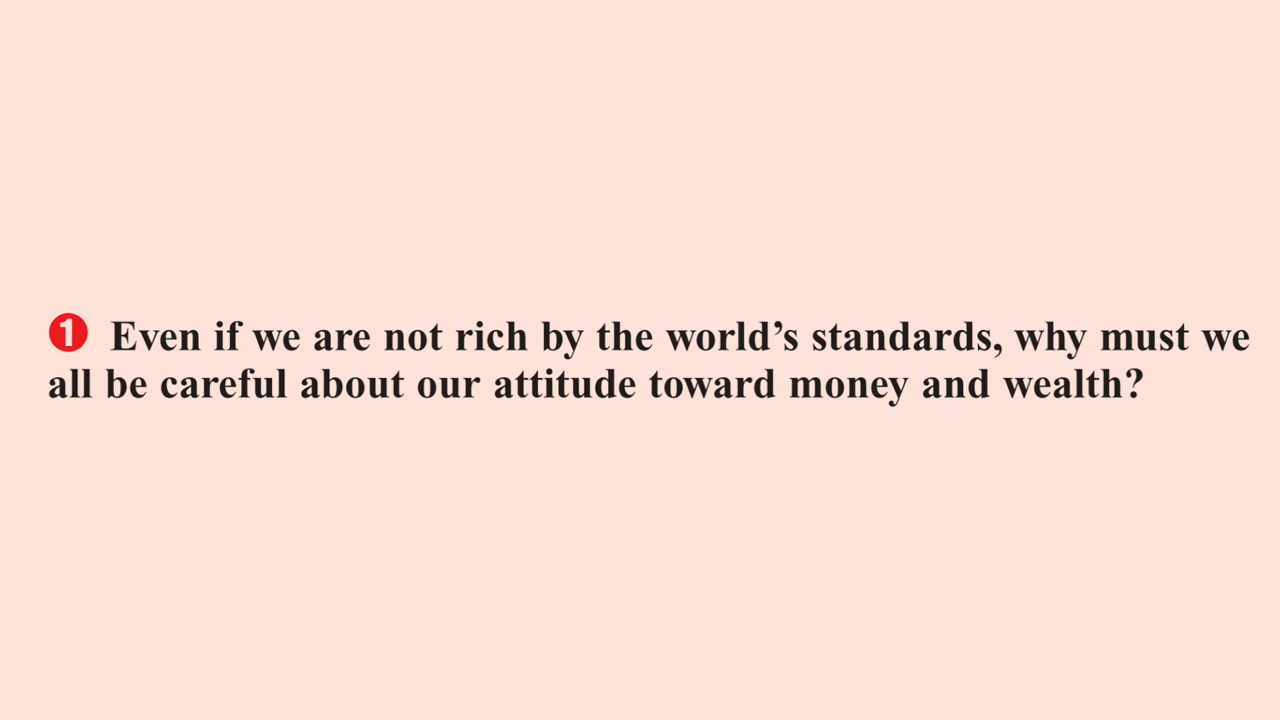 1 Even if we are not rich by the world’s standards, why must we
all be careful about our attitude toward money and wealth?